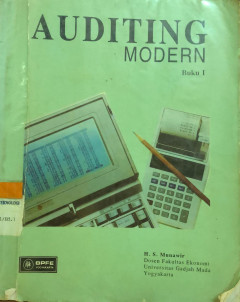 AUDITING
MODERN
Buku 1
BPFE
H. S. Munawir
Dosen Fakultas Ekonomi
Universitas Gadjah Mada
Yogyakarta